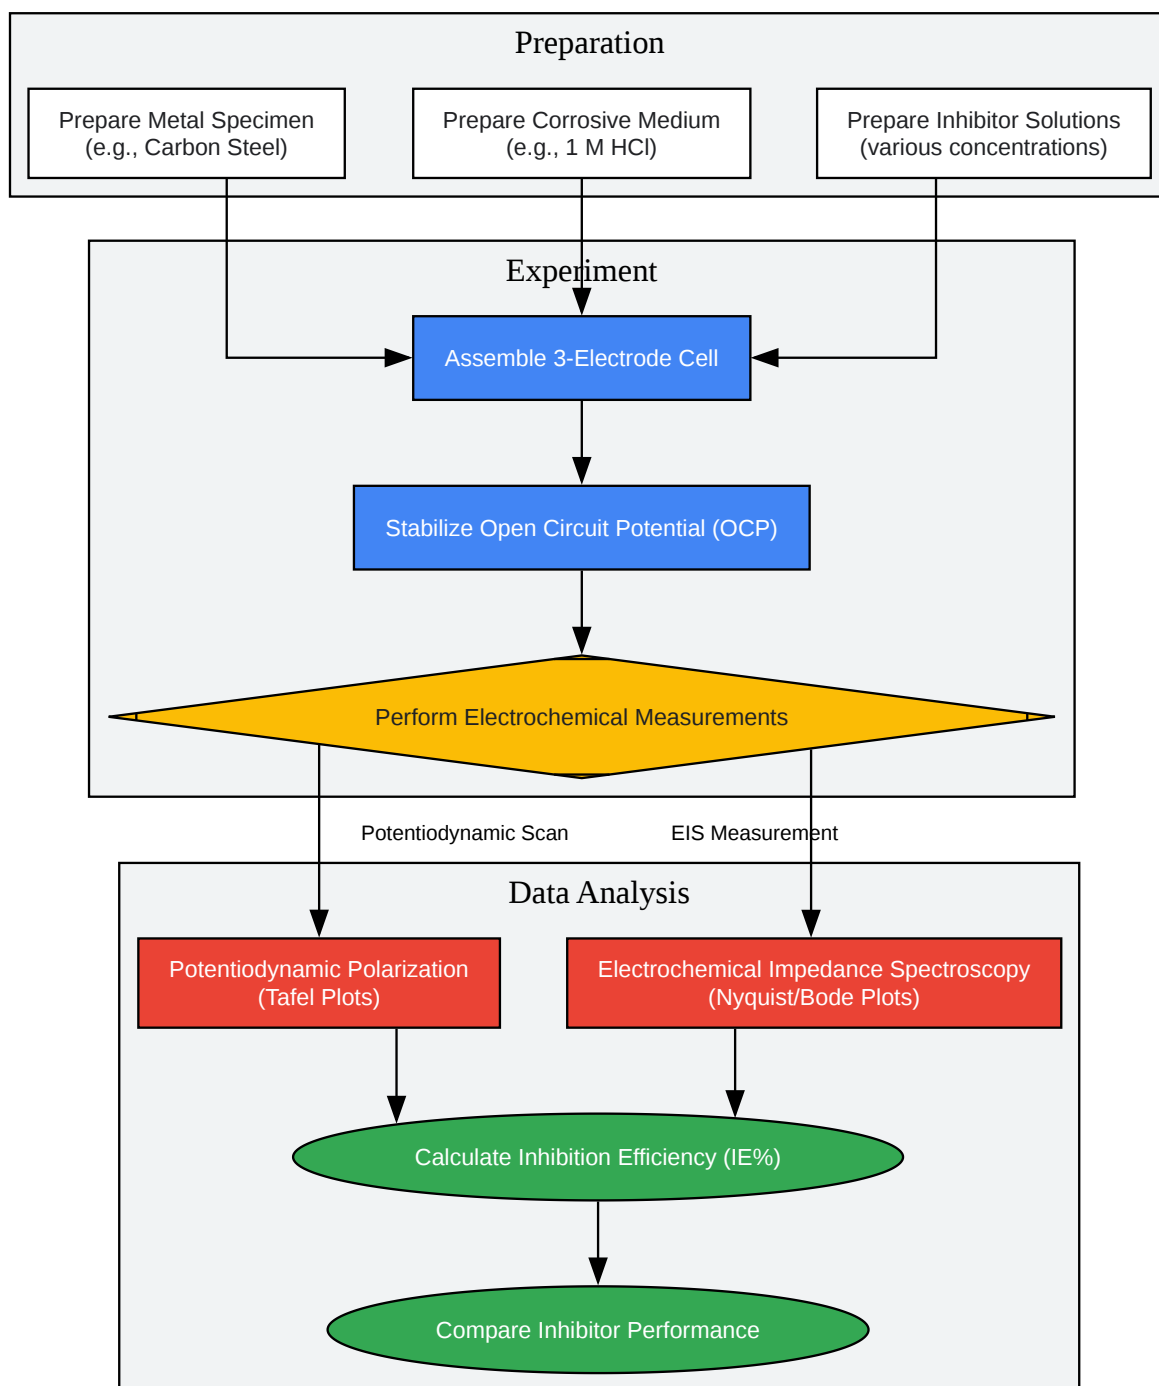 Preparation
Prepare Metal Specimen
(e.g., Carbon Steel)
Prepare Corrosive Medium
(e.g., 1 M HCl)
Prepare Inhibitor Solutions
(various concentrations)
Experiment
Assemble 3-Electrode Cell
Stabilize Open Circuit Potential (OCP)
Perform Electrochemical Measurements
Potentiodynamic Scan
EIS Measurement
Data Analysis
Potentiodynamic Polarization
(Tafel Plots)
Electrochemical Impedance Spectroscopy
(Nyquist/Bode Plots)
Calculate Inhibition Efficiency (IE%)
Compare Inhibitor Performance